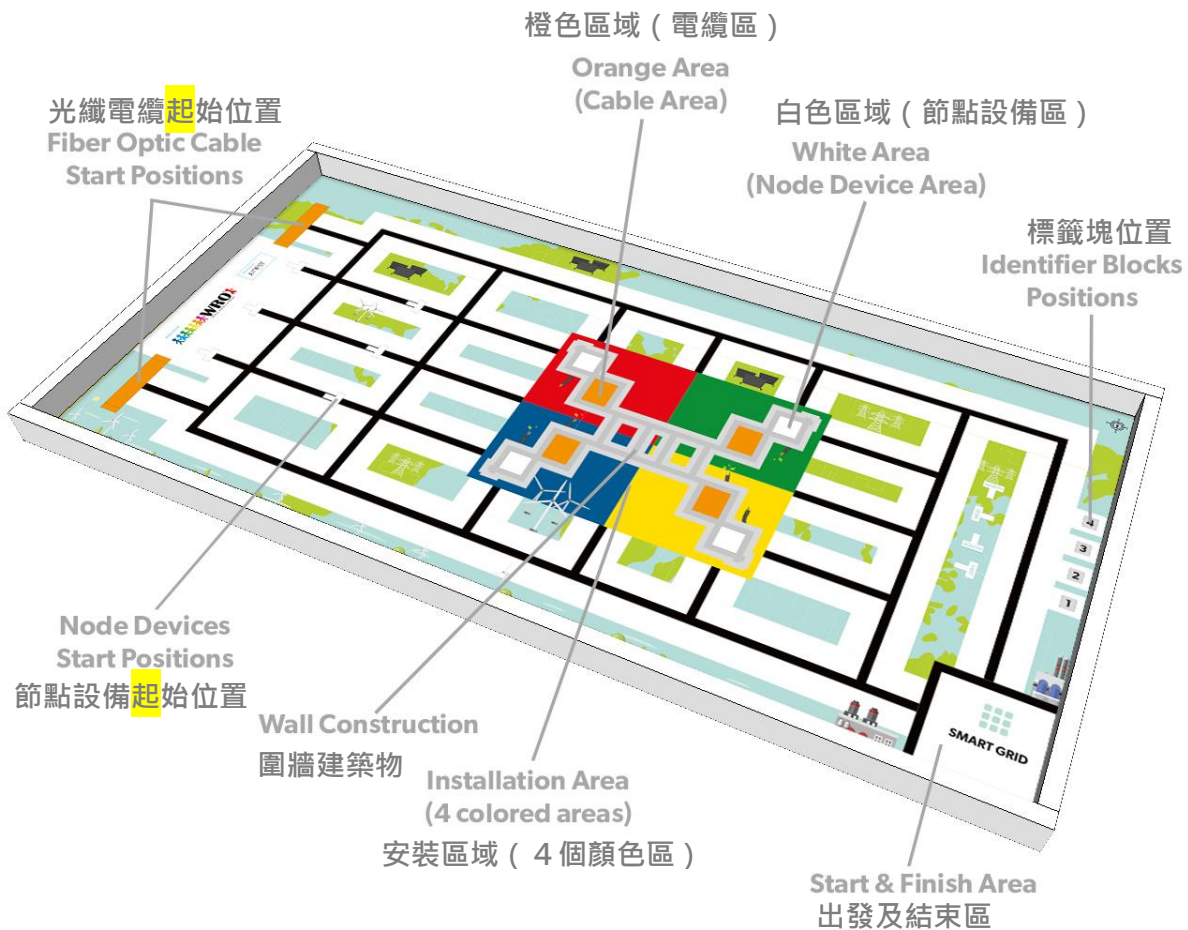 橙色區域（電纜區）
Orange Area
(Cable Area)
光纖電纜起始位置
Fiber Optic Cable
Start Positions
白色區域（節點設備區）
White Area
(Node Device Area)
標籤塊位置
Identifier Blocks
Positions
WRO
4
3
2
1
SMART GRID
Node Devices
Start Positions
節點設備起始位置
Wall Construction
圍牆建築物
Installation Area
(4 colored areas)
安裝區域（４個顏色區）
Start & Finish Area
出發及結束區